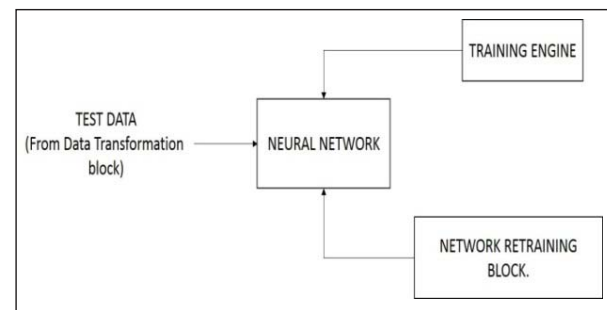 TRAINING ENGINE
TEST DATA
(From Data Transformation
block)
NEURAL NETWORK
NETWORK RETRAINING
BLOCK.